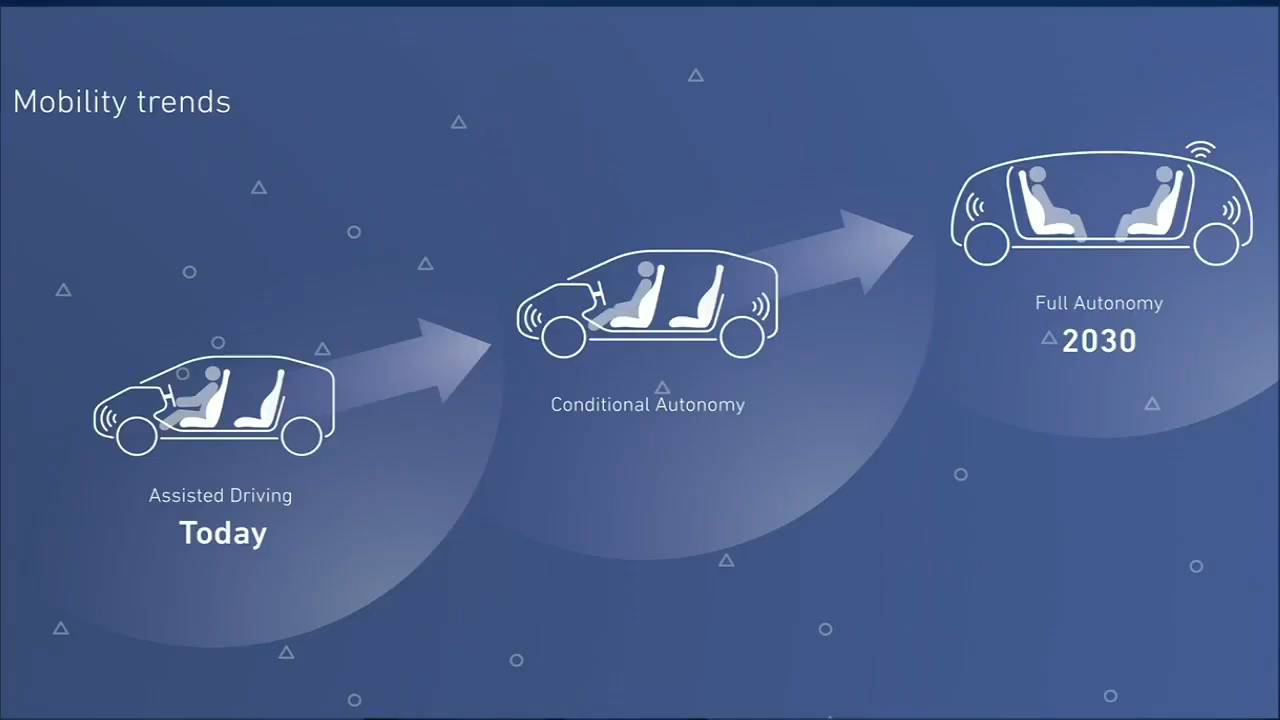 Mobility trends
Assisted Driving
Today
Conditional Autonomy
Full Autonomy
2030